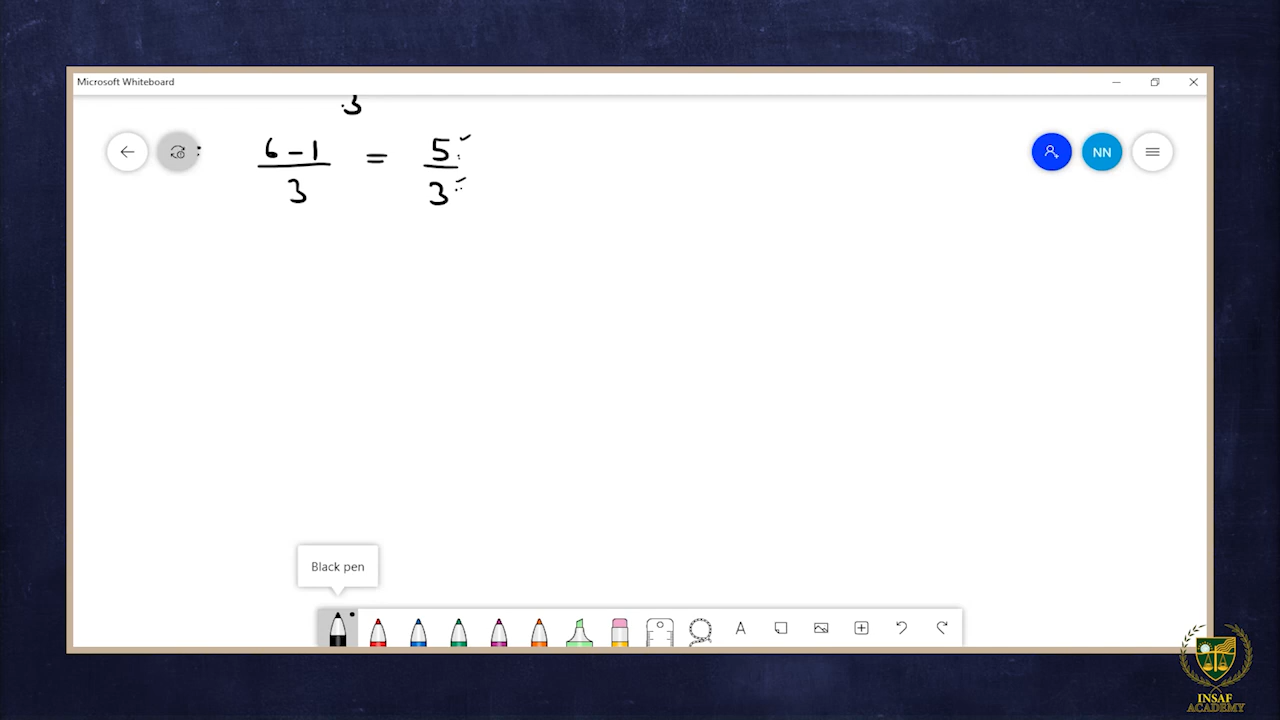 Microsoft Whiteboard
3
6-1/3 = 5/3
NN
Black pen
A
INSAF
ACADEMY